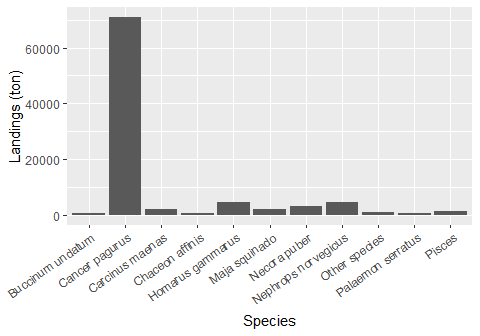 Landings (ton)
60000
40000
20000
0
Buccinum undatum
Cancer pagurus
Carcinus maenas
Chaceon affinis
Homarus gammarus
Maja squinado
Necora puber
Nephrops norvegicus
Other species
Palaemon serratus
Pisces
Species